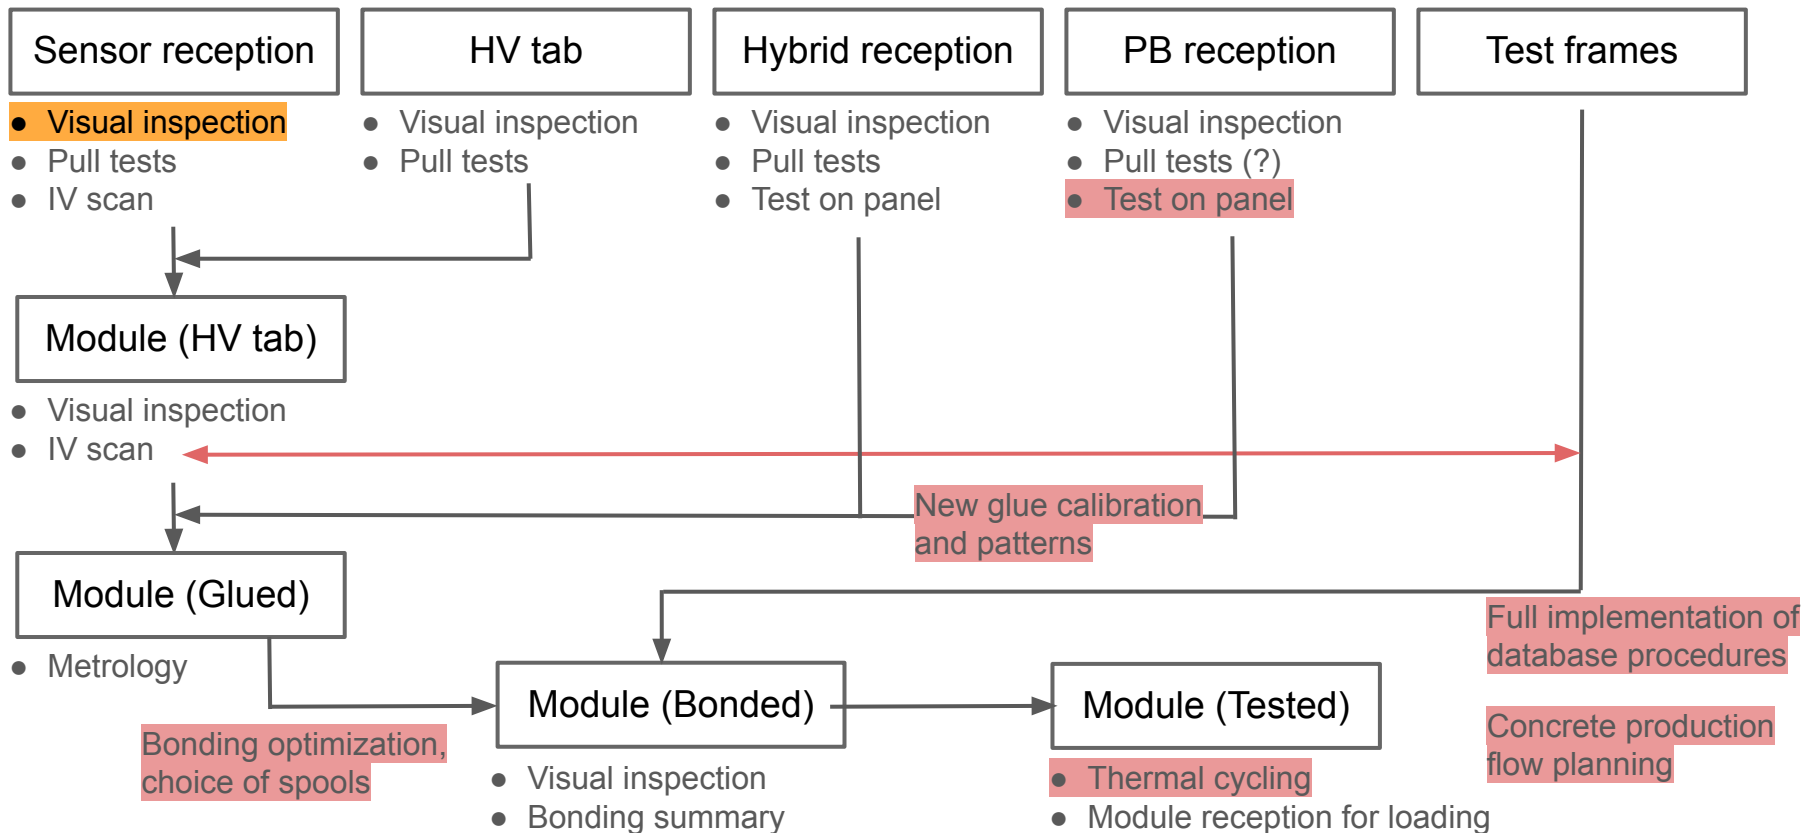 Sensor reception
HV tab
Hybrid reception
PB reception
Test frames
● Visual inspection
● Pull tests
● IV scan
● Visual inspection
● Pull tests
● Visual inspection
● Pull tests
● Test on panel
● Visual inspection
● Pull tests (?)
● Test on panel
Module (HV tab)
● Visual inspection
● IV scan
New glue calibration
and patterns
Module (Glued)
● Metrology
Full implementation of
database procedures
Module (Bonded)
Module (Tested)
Bonding optimization,
choice of spools
Concrete production
flow planning
● Visual inspection
● Bonding summary
● Thermal cycling
● Module reception for loading